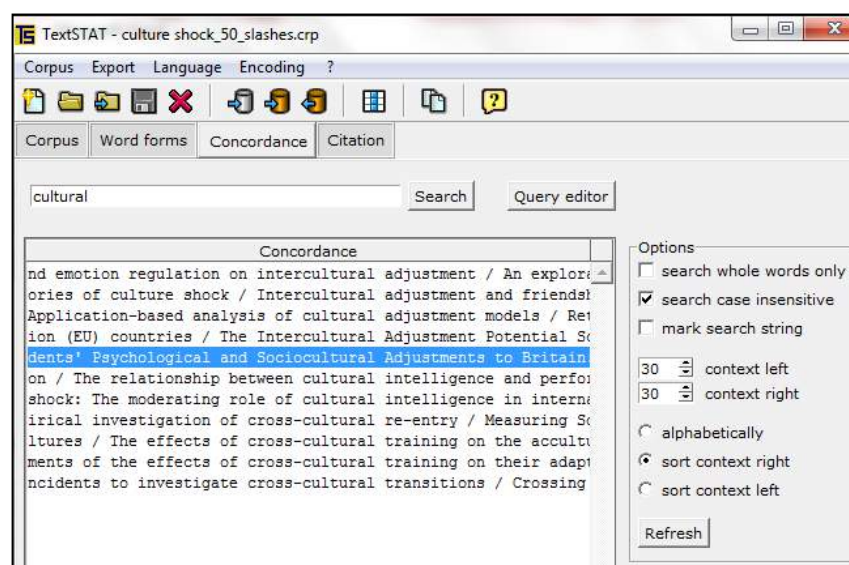 TextSTAT - culture shock_50_slashes.crp
Corpus Export Language Encoding ?
Corpus Word forms Concordance Citation
cultural Search Query editor
Concordance
nd emotion regulation on intercultural adjustment / An explora
ories of culture shock / Intercultural adjustment and friendsh
Application-based analysis of cultural adjustment models / Ret
ion (EU) countries / The Intercultural Adjustment Potential Sc
dents' Psychological and Sociocultural Adjustments to Britain
on / The relationship between cultural intelligence and perfor
shock: The moderating role of cultural intelligence in interna
irical investigation of cross-cultural re-entry / Measuring So
ltures / The effects of cross-cultural training on the accultu
ments of the effects of cross-cultural training on their adapt
ncidents to investigate cross-cultural transitions / Crossing
Options
search whole words only
search case insensitive
mark search string
30 context left
30 context right
alphabetically
sort context right
sort context left
Refresh